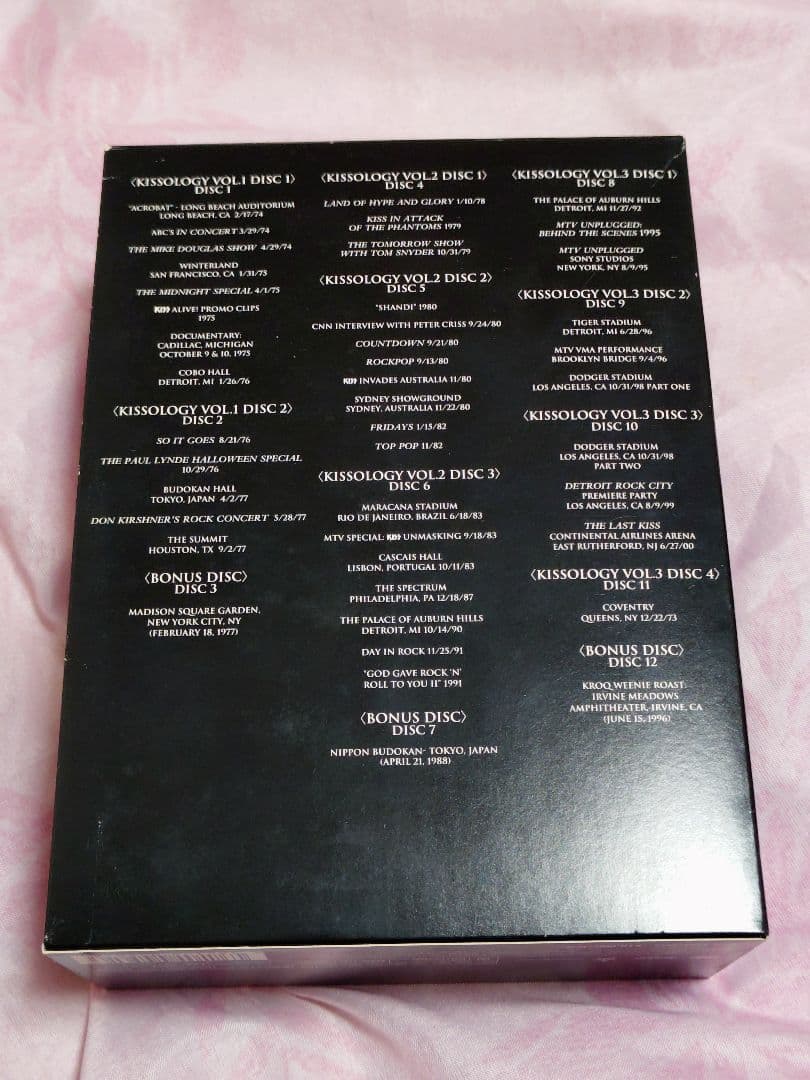 〈KISSOLOGY VOL.1 DISC 1〉
DISC 1
"ACROBAT" - LONG BEACH AUDITORIUM
LONG BEACH, CA 2/17/74
ABC'S IN CONCERT 3/29/74
THE MIKE DOUGLAS SHOW 4/29/74
WINTERLAND
SAN FRANCISCO, CA 1/31/75
THE MIDNIGHT SPECIAL 4/1/75
KISS ALIVE! PROMO CLIPS
1975
DOCUMENTARY:
CADILLAC, MICHIGAN
OCTOBER 9 & 10, 1975
COBO HALL
DETROIT, MI 1/26/76
〈KISSOLOGY VOL.1 DISC 2〉
DISC 2
SO IT GOES 8/21/76
THE PAUL LYNDE HALLOWEEN SPECIAL
10/29/76
BUDOKAN HALL
TOKYO, JAPAN 4/2/77
DON KIRSHNER'S ROCK CONCERT 5/28/77
THE SUMMIT
HOUSTON, TX 9/2/77
〈BONUS DISC〉
DISC 3
MADISON SQUARE GARDEN,
NEW YORK CITY, NY
(FEBRUARY 18, 1977)
〈KISSOLOGY VOL.2 DISC 1〉
DISC 4
LAND OF HYPE AND GLORY 1/10/78
KISS IN ATTACK
OF THE PHANTOMS 1979
THE TOMORROW SHOW
WITH TOM SNYDER 10/31/79
〈KISSOLOGY VOL.2 DISC 2〉
DISC 5
"SHANDI" 1980
CNN INTERVIEW WITH PETER CRISS 9/24/80
COUNTDOWN 9/21/80
ROCKPOP 9/13/80
KISS INVADES AUSTRALIA 11/80
SYDNEY SHOWGROUND
SYDNEY, AUSTRALIA 11/22/80
FRIDAYS 1/15/82
TOP POP 11/82
〈KISSOLOGY VOL.2 DISC 3〉
DISC 6
MARACANA STADIUM
RIO DE JANEIRO, BRAZIL 6/18/83
MTV SPECIAL: KISS UNMASKING 9/18/83
CASCAIS HALL
LISBON, PORTUGAL 10/11/83
THE SPECTRUM
PHILADELPHIA, PA 12/18/87
THE PALACE OF AUBURN HILLS
DETROIT, MI 10/14/90
DAY IN ROCK 11/25/91
"GOD GAVE ROCK 'N'
ROLL TO YOU II" 1991
〈BONUS DISC〉
DISC 7
NIPPON BUDOKAN- TOKYO, JAPAN
(APRIL 21, 1988)
〈KISSOLOGY VOL.3 DISC 1〉
DISC 8
THE PALACE OF AUBURN HILLS
DETROIT, MI 11/27/92
MTV UNPLUGGED:
BEHIND THE SCENES 1995
MTV UNPLUGGED
SONY STUDIOS
NEW YORK, NY 8/9/95
〈KISSOLOGY VOL.3 DISC 2〉
DISC 9
TIGER STADIUM
DETROIT, MI 6/28/96
MTV VMA PERFORMANCE
BROOKLYN BRIDGE 9/4/96
DODGER STADIUM
LOS ANGELES, CA 10/31/98 PART ONE
〈KISSOLOGY VOL.3 DISC 3〉
DISC 10
DODGER STADIUM
LOS ANGELES, CA 10/31/98
PART TWO
DETROIT ROCK CITY
PREMIERE PARTY
LOS ANGELES, CA 8/9/99
THE LAST KISS
CONTINENTAL AIRLINES ARENA
EAST RUTHERFORD, NJ 6/27/00
〈KISSOLOGY VOL.3 DISC 4〉
DISC 11
COVENTRY
QUEENS, NY 12/22/73
〈BONUS DISC〉
DISC 12
KROQ WEENIE ROAST:
IRVINE MEADOWS
AMPHITHEATER, IRVINE, CA
(JUNE 15, 1996)